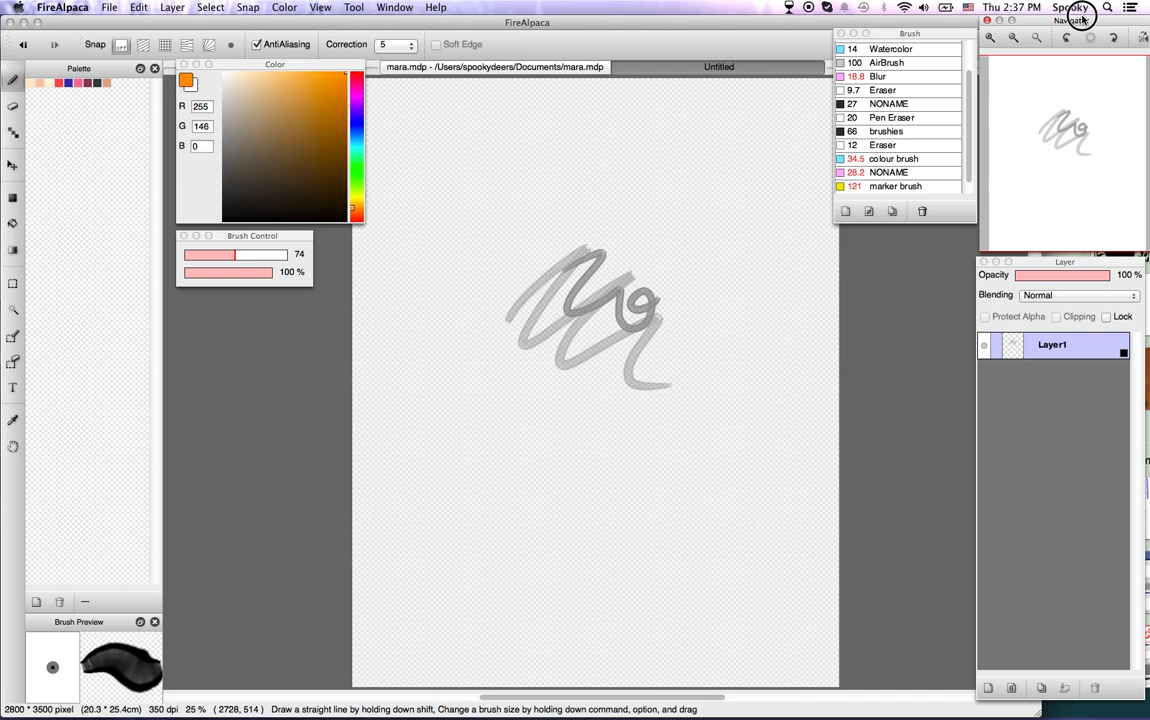 FireAlpaca File Edit Layer Select Snap Color View Tool Window Help Thu 2:37 PM Spooky
FireAlpaca
Snap off AntiAliasing Correction 5 Soft Edge
mara.mdp - /Users/spookydeers/Documents/mara.mdp Untitled
Palette
Color
R 255
G 146
B 0
Brush Control
74
100 %
Brush
14 Watercolor
100 AirBrush
18.8 Blur
9.7 Eraser
27 NONAME
20 Pen Eraser
66 brushies
12 Eraser
34.5 colour brush
28.2 NONAME
121 marker brush
Layer
Opacity 100 %
Blending Normal
Protect Alpha Clipping Lock
Layer1
Brush Preview
2800 * 3500 pixel (20.3 * 25.4cm) 350 dpi 25 % ( 2728, 514 ) Draw a straight line by holding down shift, Change a brush size by holding down command, option, and drag